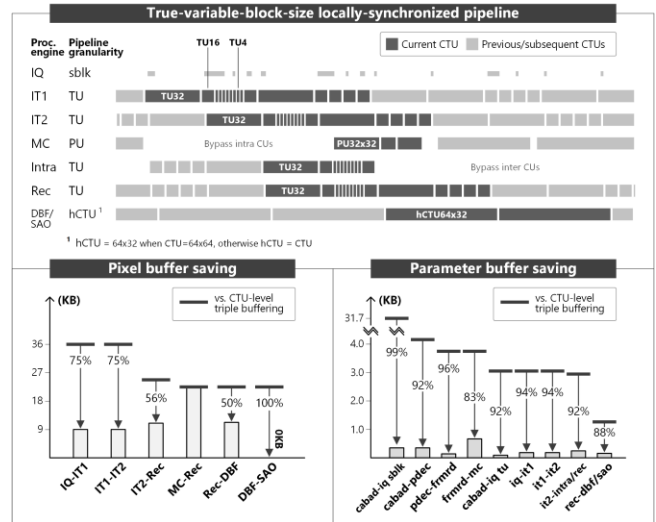 True-variable-block-size locally-synchronized pipeline
Proc. engine
Pipeline granularity
TU16 TU4
Current CTU Previous/subsequent CTUs
IQ sblk
IT1 TU TU32
IT2 TU TU32
MC PU Bypass intra CUs PU32x32
Intra TU TU32 Bypass inter CUs
Rec TU TU32
DBF/SAO hCTU 1 hCTU64x32
1 hCTU = 64x32 when CTU=64x64, otherwise hCTU = CTU
Pixel buffer saving
(KB)
vs. CTU-level
triple buffering
36
27
18
9
75% 75% 56% 50% 100%
0KB
IQ-IT1 IT1-IT2 IT2-Rec MC-Rec Rec-DBF DBF-SAO
Parameter buffer saving
(KB)
vs. CTU-level
triple buffering
31.7
4.0
3.0
2.0
1.0
99% 92% 96% 83% 92% 94% 94% 92% 88%
cabad-iq sblk cabad-pdec pdec-frmrd frmrd-mc cabad-iq tu iq-it1 it1-it2 it2-intra/rec rec-dbf/sao